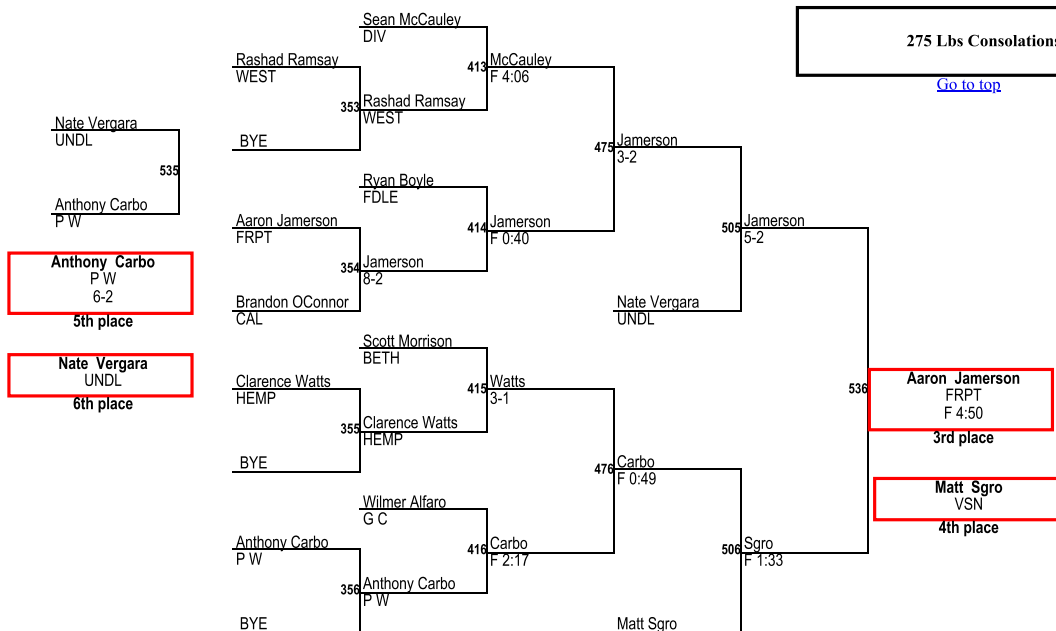 275 Lbs Consolations
Go to top
Nate Vergara
UNDL
535
Anthony Carbo
P W
Anthony Carbo
P W
6-2
5th place
Nate Vergara
UNDL
6th place
Rashad Ramsay
WEST
353
BYE
Aaron Jamerson
FRPT
354
Brandon OConnor
CAL
Clarence Watts
HEMP
355
BYE
Anthony Carbo
P W
356
BYE
Sean McCauley
DIV
413
Rashad Ramsay
WEST
Ryan Boyle
FDLE
414
Jamerson
8-2
Scott Morrison
BETH
415
Clarence Watts
HEMP
Wilmer Alfaro
G C
416
Anthony Carbo
P W
McCauley
F 4:06
475
Jamerson
F 0:40
Watts
3-1
476
Carbo
F 2:17
Jamerson
3-2
505
Nate Vergara
UNDL
Carbo
F 0:49
506
Matt Sgro
Jamerson
5-2
536
Sgro
F 1:33
Aaron Jamerson
FRPT
F 4:50
3rd place
Matt Sgro
VSN
4th place